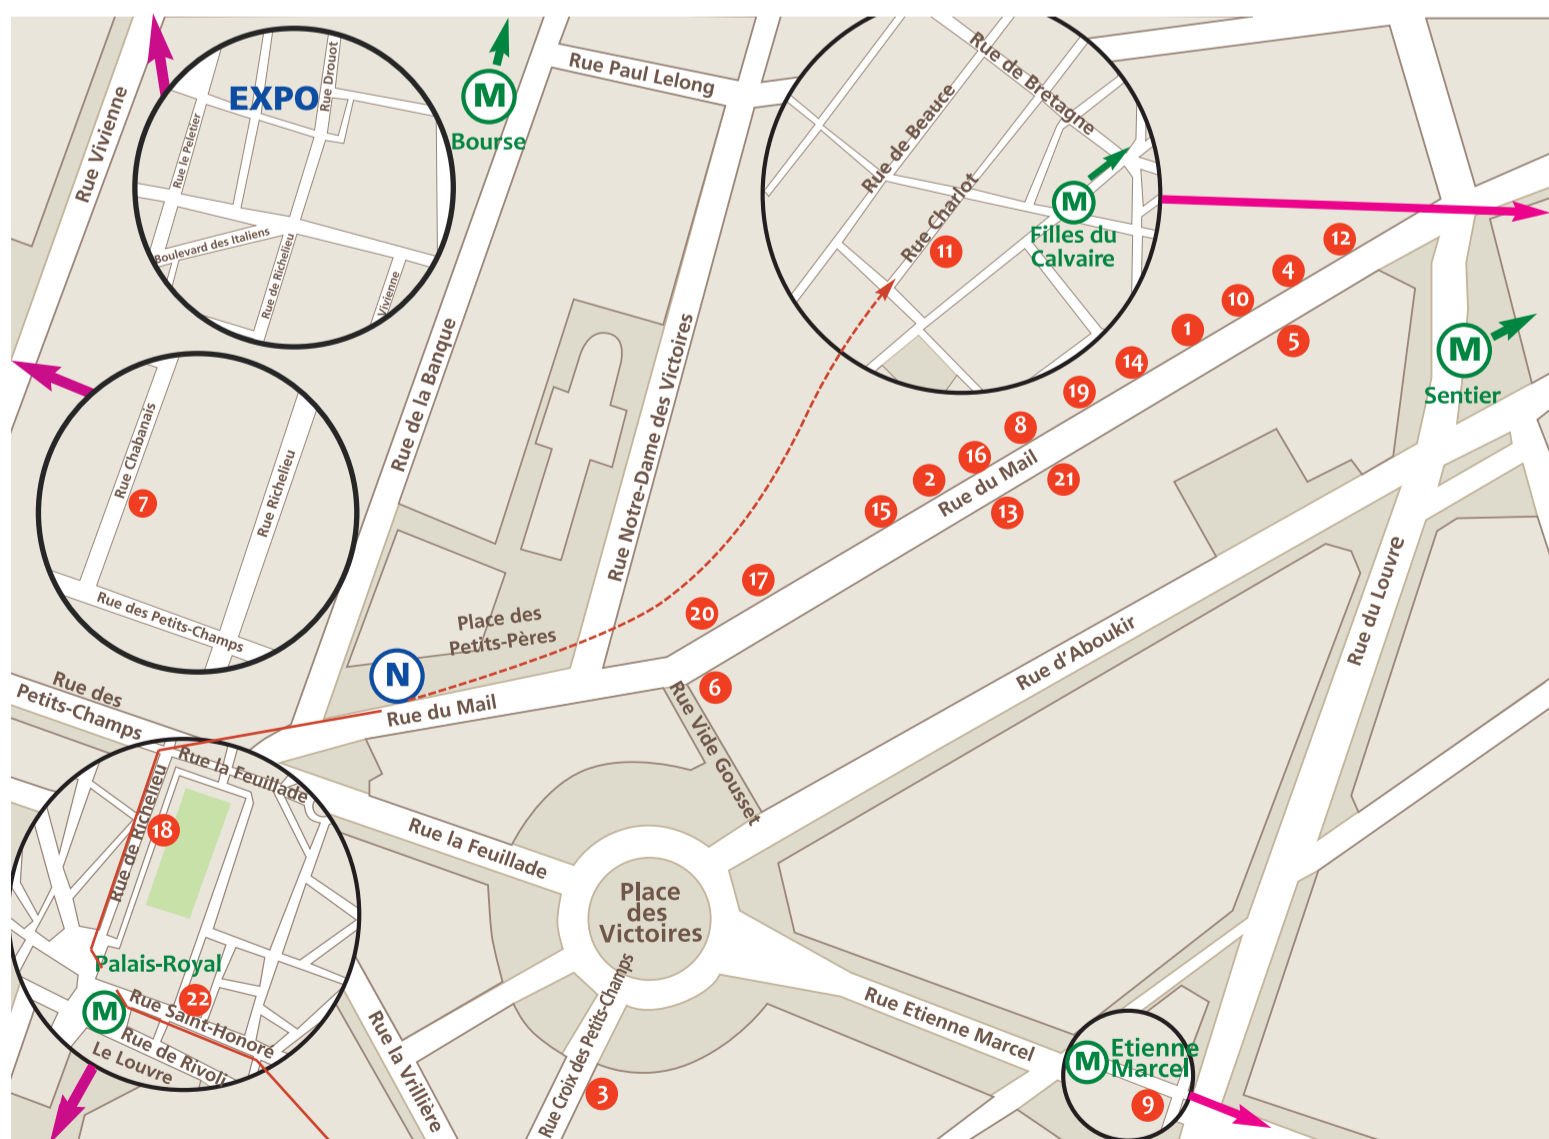 Rue Vivienne
EXPO
Rue Drouot
Rue le Peletier
Boulevard des Italiens
Rue de Richelieu
Vivienne
M
Bourse
Rue Paul Lelong
Rue de Bretagne
Rue de Beauce
Rue Charlot
11
M
Filles du
Calvaire
12
4
10
1
5
14
19
8
16
2
15
21
13
Rue du Mail
M
Sentier
Rue de la Banque
Rue Notre-Dame des Victoires
Rue Chabanais
7
Rue Richelieu
Rue des Petits-Champs
17
20
Place des
Petits-Pères
N
Rue du Mail
6
Rue Vide Gousset
Rue d'Aboukir
Rue du Louvre
Rue des
Petits-Champs
Rue la Feuillade
Rue de Richelieu
18
Rue la Feuillade
Place
des
Victoires
Palais-Royal
M
22
Rue Saint-Honoré
Rue de Rivoli
Le Louvre
Rue la Vrillière
Rue Croix des Petits-Champs
3
Rue Etienne Marcel
M
Etienne
Marcel
9